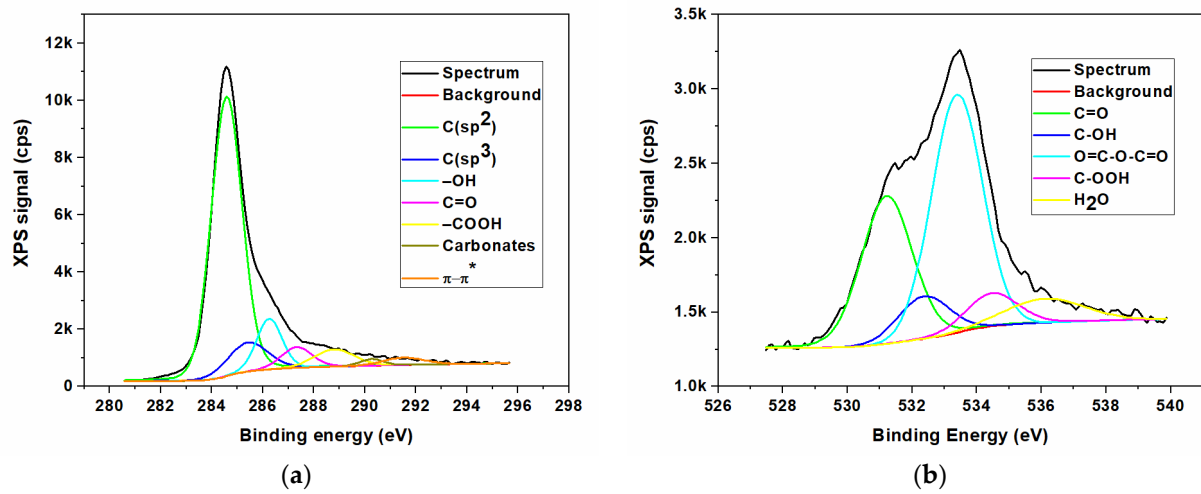 12k
10k
8k
6k
4k
2k
0
XPS signal (cps)
Spectrum
Background
C(sp²)
C(sp³)
–OH
C=O
–COOH
Carbonates
π–π*
280 282 284 286 288 290 292 294 296 298
Binding energy (eV)
(a)
3.5k
3.0k
2.5k
2.0k
1.5k
1.0k
XPS signal (cps)
Spectrum
Background
C=O
C-OH
O=C-O-C=O
C-OOH
H₂O
526 528 530 532 534 536 538 540
Binding Energy (eV)
(b)